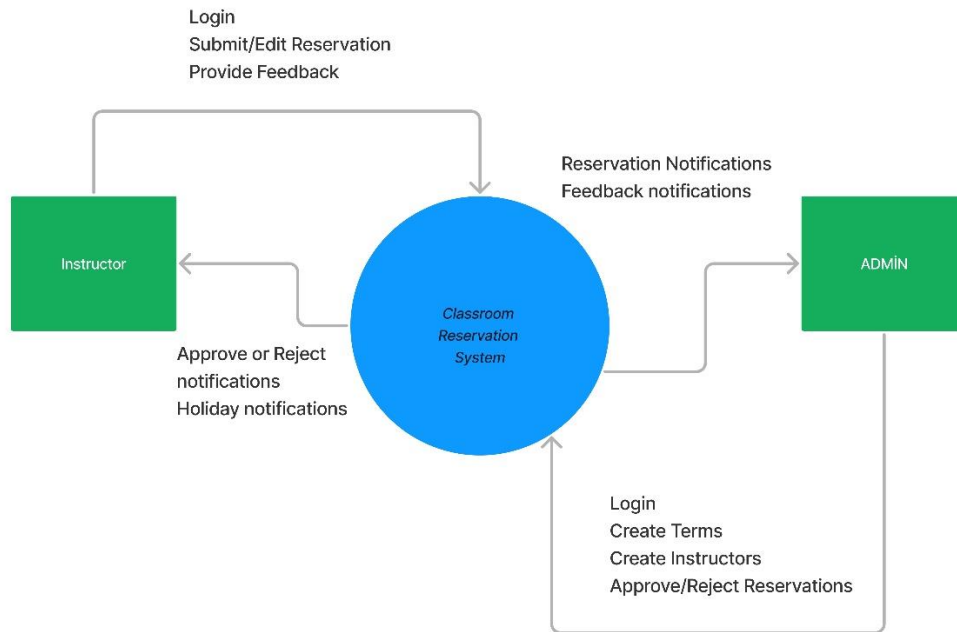 Login
Submit/Edit Reservation
Provide Feedback
Reservation Notifications
Feedback notifications
Instructor
ADMİN
Classroom
Reservation
System
Approve or Reject
notifications
Holiday notifications
Login
Create Terms
Create Instructors
Approve/Reject Reservations